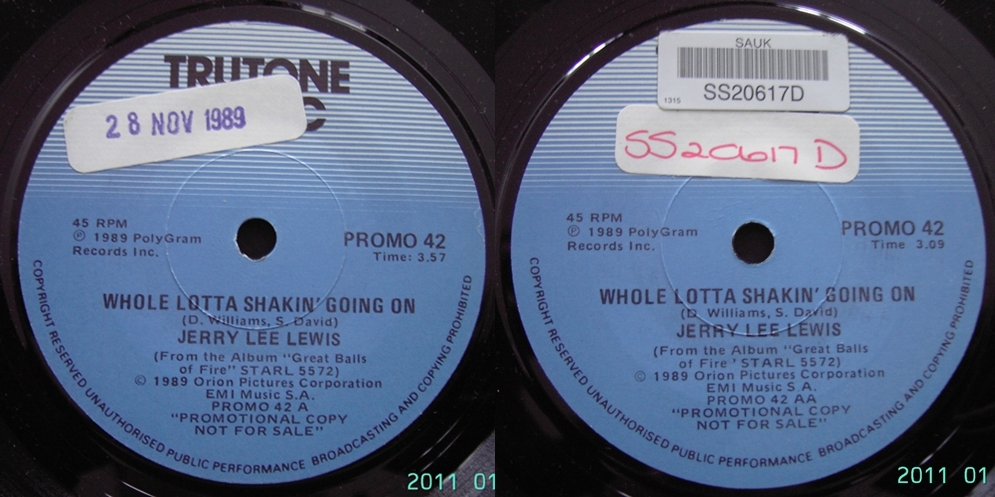 TRUTONE
28 NOV 1989
45 RPM
℗ 1989 PolyGram
Records Inc.
PROMO 42
Time: 3.57
WHOLE LOTTA SHAKIN' GOING ON
(D. Williams, S. David)
JERRY LEE LEWIS
(From the Album "Great Balls
of Fire" STARL 5572)
© 1989 Orion Pictures Corporation
EMI Music S.A.
PROMO 42 A
"PROMOTIONAL COPY
NOT FOR SALE"
COPYRIGHT RESERVED UNAUTHORISED PUBLIC PERFORMANCE BROADCASTING AND COPYING PROHIBITED
2011 01
SAUK
1315
SS20617D
SS20617 D
45 RPM
℗ 1989 PolyGram
Records Inc.
PROMO 42
Time 3.09
WHOLE LOTTA SHAKIN' GOING ON
(D. Williams, S. David)
JERRY LEE LEWIS
(From the Album "Great Balls
of Fire' STARL 5572)
© 1989 Orion Pictures Corporation
EMI Music S.A.
PROMO 42 AA
"PROMOTIONAL COPY
NOT FOR SALE"
COPYRIGHT RESERVED UNAUTHORISED PUBLIC PERFORMANCE BROADCASTING AND COPYING PROHIBITED
2011 01